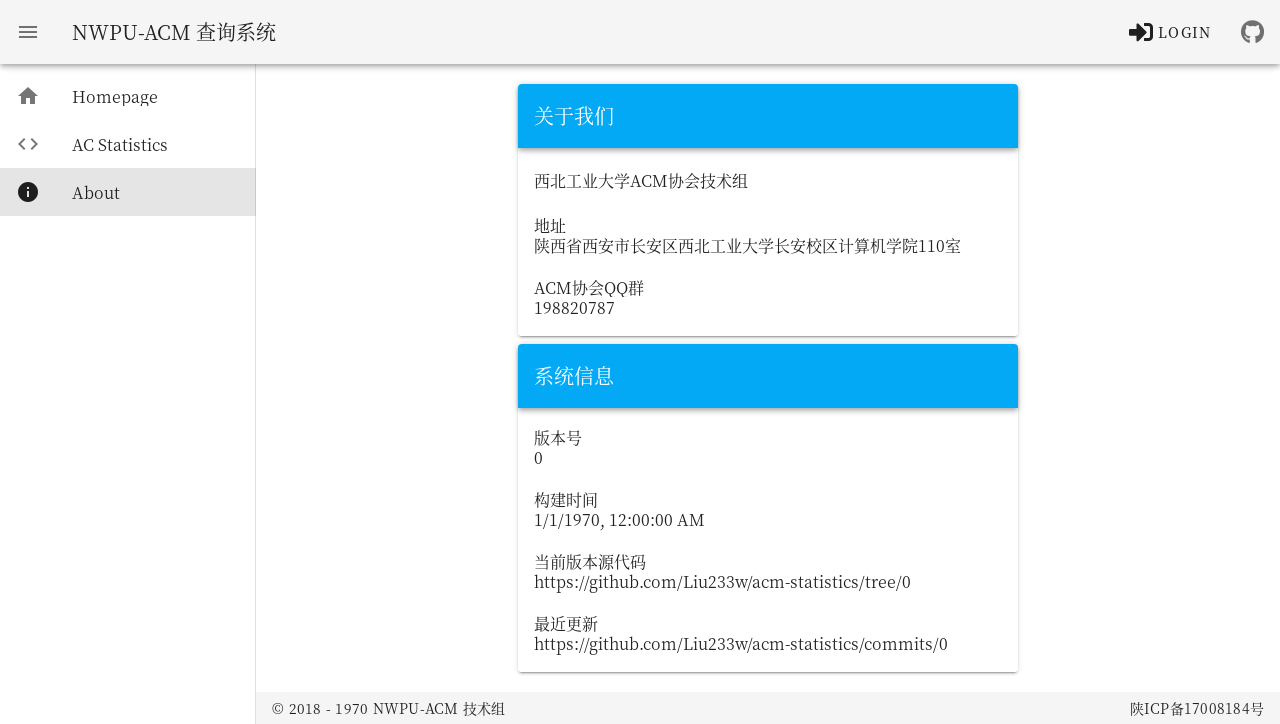 NWPU-ACM 查询系统
LOGIN
Homepage
AC Statistics
About
关于我们
西北工业大学ACM协会技术组
地址
陕西省西安市长安区西北工业大学长安校区计算机学院110室
ACM协会QQ群
198820787
系统信息
版本号
0
构建时间
1/1/1970, 12:00:00 AM
当前版本源代码
https://github.com/Liu233w/acm-statistics/tree/0
最近更新
https://github.com/Liu233w/acm-statistics/commits/0
© 2018 - 1970 NWPU-ACM 技术组
陕ICP备17008184号